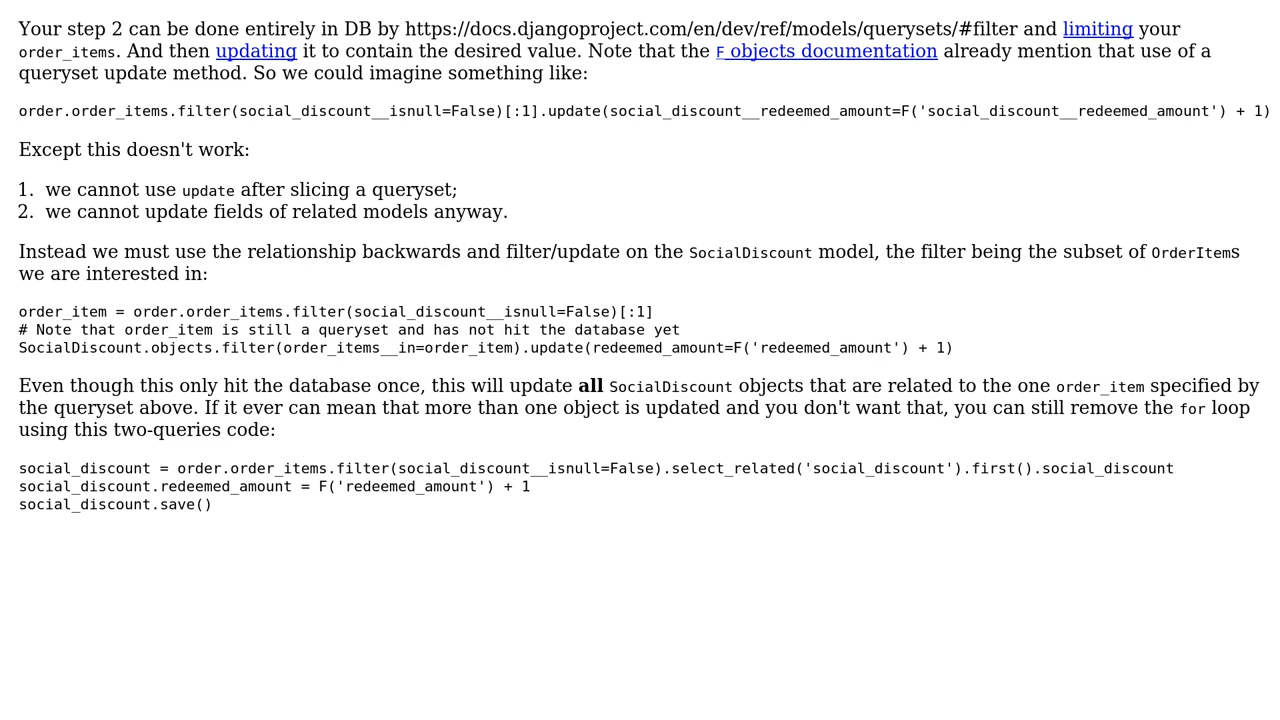 Your step 2 can be done entirely in DB by https://docs.djangoproject.com/en/dev/ref/models/querysets/#filter and limiting your
order_items. And then updating it to contain the desired value. Note that the F objects documentation already mention that use of a
queryset update method. So we could imagine something like:
order.order_items.filter(social_discount__isnull=False)[:1].update(social_discount__redeemed_amount=F('social_discount__redeemed_amount') + 1)
Except this doesn't work:
1. we cannot use update after slicing a queryset;
2. we cannot update fields of related models anyway.
Instead we must use the relationship backwards and filter/update on the SocialDiscount model, the filter being the subset of OrderItems
we are interested in:
order_item = order.order_items.filter(social_discount__isnull=False)[:1]
# Note that order_item is still a queryset and has not hit the database yet
SocialDiscount.objects.filter(order_items__in=order_item).update(redeemed_amount=F('redeemed_amount') + 1)
Even though this only hit the database once, this will update all SocialDiscount objects that are related to the one order_item specified by
the queryset above. If it ever can mean that more than one object is updated and you don't want that, you can still remove the for loop
using this two-queries code:
social_discount = order.order_items.filter(social_discount__isnull=False).select_related('social_discount').first().social_discount
social_discount.redeemed_amount = F('redeemed_amount') + 1
social_discount.save()